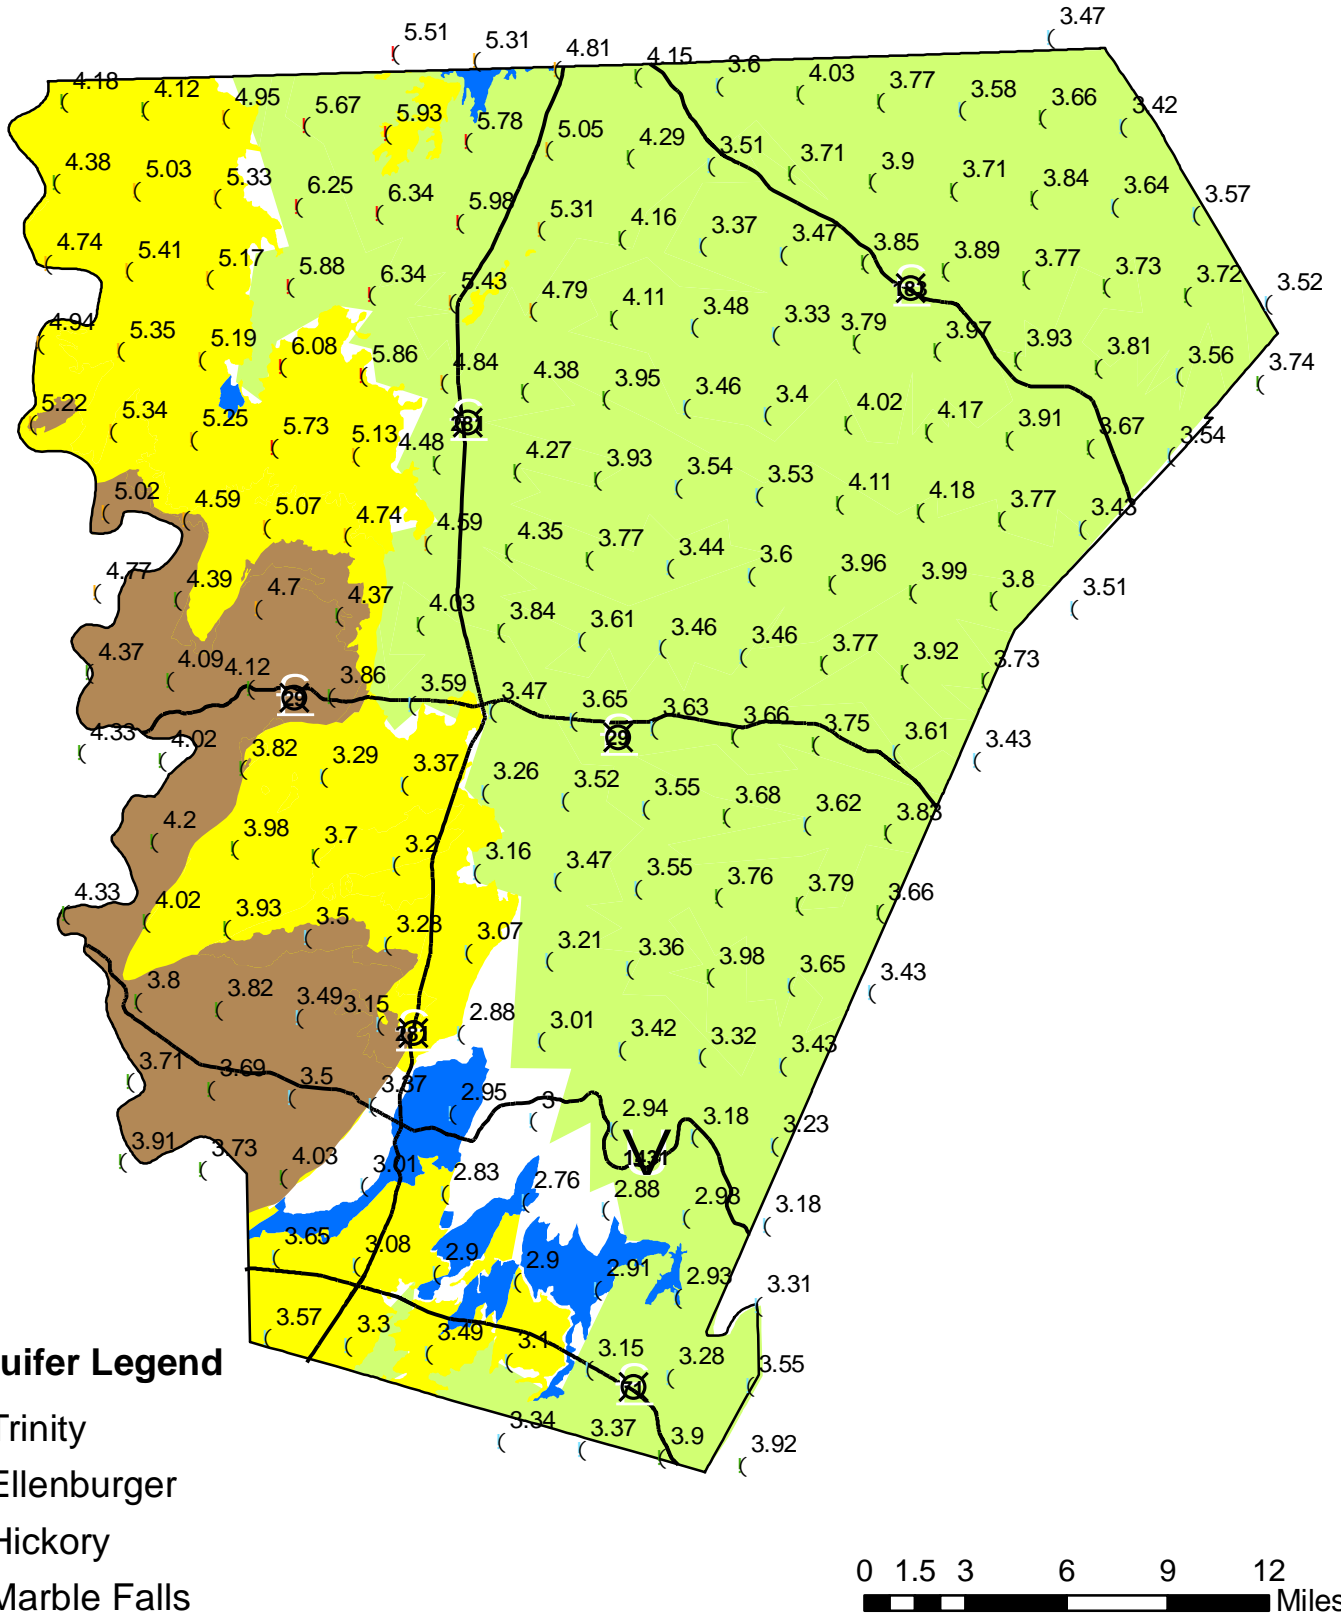 3.47
5.51 5.31 4.81 4.15 3.6 4.03 3.77 3.58 3.66 3.42
4.18 4.12 4.95 5.67 5.93 5.78 5.05 4.29 3.51 3.71 3.9 3.71 3.84 3.64 3.57
4.38 5.03 5.33 6.25 6.34 5.98 5.31 4.16 3.37 3.47 3.85 3.89 3.77 3.73 3.72 3.52
183
4.74 5.41 5.17 5.88 6.34 5.43 4.79 4.11 3.48 3.33 3.79 3.97 3.93 3.81 3.56 3.74
4.94 5.35 5.19 6.08 5.86 4.84 4.38 3.95 3.46 3.4 4.02 4.17 3.91 3.67 3.54
281
5.22 5.34 5.25 5.73 5.13 4.48 4.27 3.93 3.54 3.53 4.11 4.18 3.77 3.43
5.02 4.59 5.07 4.74 4.59 4.35 3.77 3.44 3.6 3.96 3.99 3.8 3.51
4.77 4.39 4.7 4.37 4.03 3.84 3.61 3.46 3.46 3.77 3.92 3.73
4.37 4.09 4.12 3.86 3.59 3.47 3.65 3.63 3.66 3.75 3.61 3.43
29
29
4.33 4.02 3.82 3.29 3.37 3.26 3.52 3.55 3.68 3.62 3.83
4.2 3.98 3.7 3.2 3.16 3.47 3.55 3.76 3.79 3.66
4.33 4.02 3.93 3.5 3.23 3.07 3.21 3.36 3.98 3.65 3.43
3.8 3.82 3.49 3.15 2.88 3.01 3.42 3.32 3.43
281
3.71 3.69 3.5 3.37 2.95 3 2.94 3.18 3.23
1431
3.91 3.73 4.03 3.01 2.83 2.76 2.88 2.98 3.18
3.65 3.08 2.9 2.9 2.91 2.93 3.31
3.57 3.3 3.49 3.1 3.15 3.28 3.55
71
3.34 3.37 3.9 3.92
uifer Legend
Trinity
Ellenburger
Hickory
Marble Falls
0 1.5 3 6 9 12
Miles